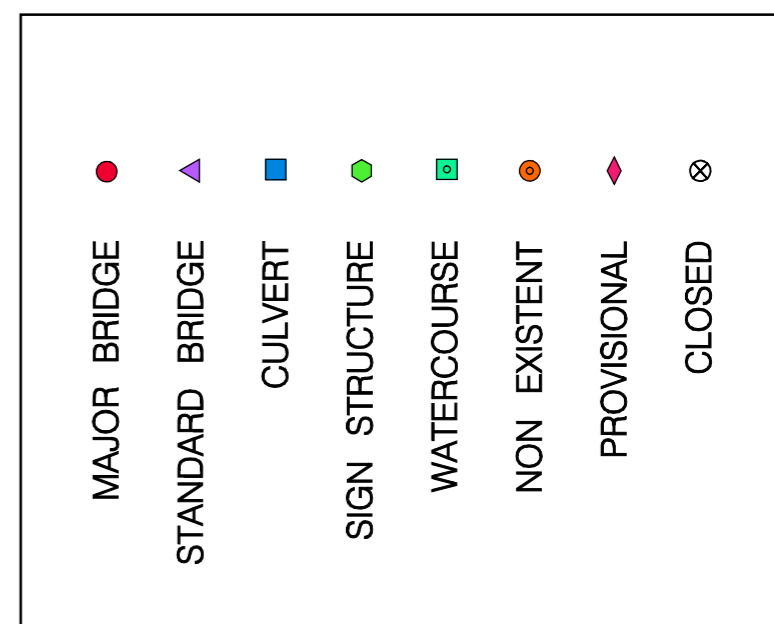 MAJOR BRIDGE
STANDARD BRIDGE
CULVERT
SIGN STRUCTURE
WATERCOURSE
NON EXISTENT
PROVISIONAL
CLOSED